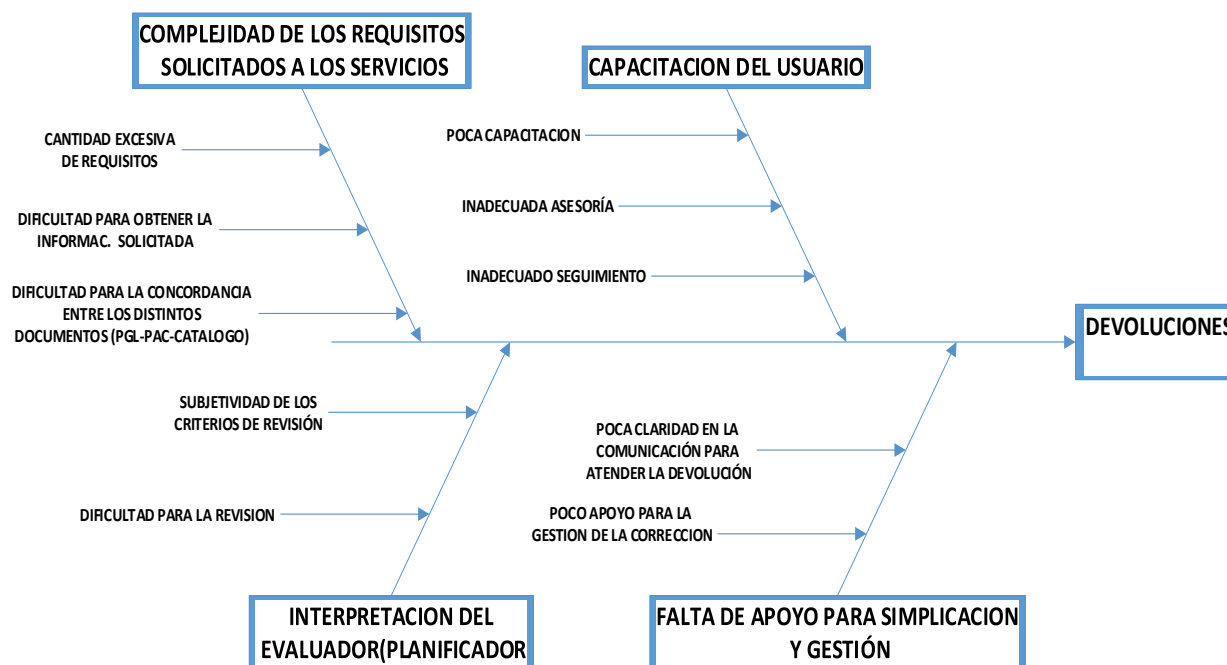 COMPLEJIDAD DE LOS REQUISITOS
SOLICITADOS A LOS SERVICIOS
CAPACITACION DEL USUARIO
CANTIDAD EXCESIVA
DE REQUISITOS
DIFICULTAD PARA OBTENER LA
INFORMAC. SOLICITADA
DIFICULTAD PARA LA CONCORDANCIA
ENTRE LOS DISTINTOS
DOCUMENTOS (PGL-PAC-CATALOGO)
POCA CAPACITACION
INADECUADA ASESORÍA
INADECUADO SEGUIMIENTO
DEVOLUCIONES
SUBJETIVIDAD DE LOS
CRITERIOS DE REVISIÓN
DIFICULTAD PARA LA REVISION
POCA CLARIDAD EN LA
COMUNICACIÓN PARA
ATENDER LA DEVOLUCIÓN
POCO APOYO PARA LA
GESTION DE LA CORRECCION
INTERPRETACION DEL
EVALUADOR(PLANIFICADOR
FALTA DE APOYO PARA SIMPLICACION
Y GESTIÓN